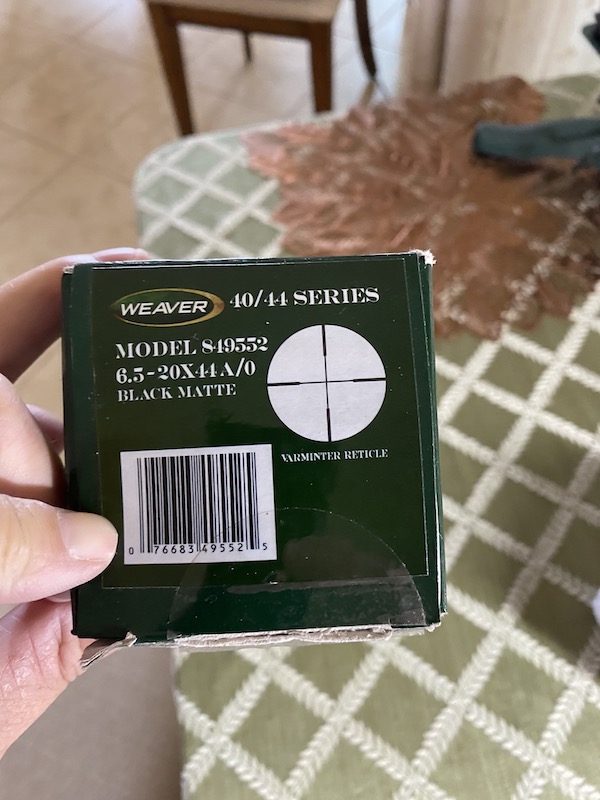 WEAVER 40/44 SERIES
MODEL 849552
6.5-20X44 A/O
BLACK MATTE
VARMINTER RETICLE
0 76683 49552 5